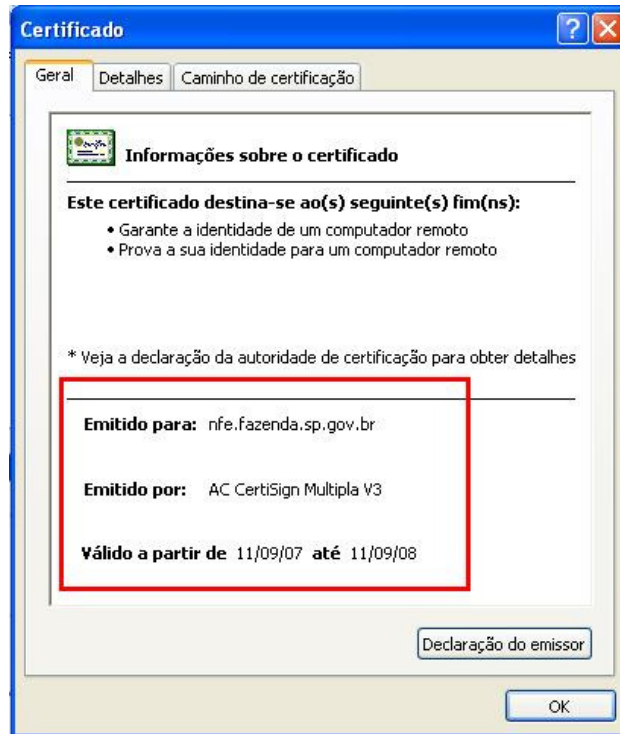 Certificado
Geral Detalhes Caminho de certificação
Informações sobre o certificado
Este certificado destina-se ao(s) seguinte(s) fim(ns):
• Garante a identidade de um computador remoto
• Prova a sua identidade para um computador remoto
* Veja a declaração da autoridade de certificação para obter detalhes
Emitido para: nfe.fazenda.sp.gov.br
Emitido por: AC CertiSign Multipla V3
Válido a partir de 11/09/07 até 11/09/08
Declaração do emissor
OK